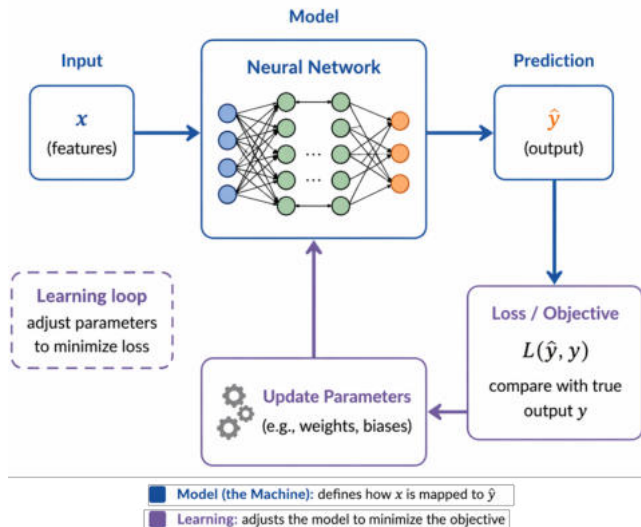 Model
Input
Neural Network
Prediction
x
(features)
...
...
ŷ
(output)
Learning loop
adjust parameters
to minimize loss
Update Parameters
(e.g., weights, biases)
Loss / Objective
L(ŷ, y)
compare with true
output y
Model (the Machine): defines how x is mapped to ŷ
Learning: adjusts the model to minimize the objective